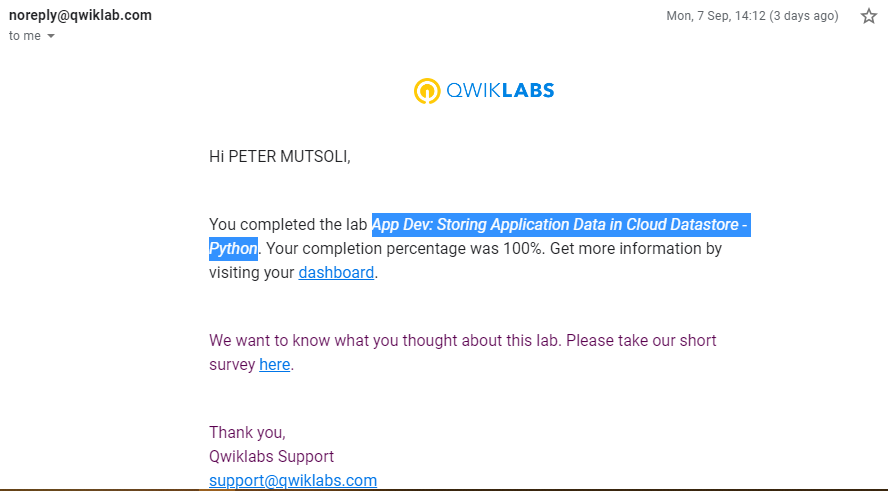 noreply@qwiklab.com
Mon, 7 Sep, 14:12 (3 days ago)
to me
QWIKLABS
Hi PETER MUTSOLI,
You completed the lab App Dev: Storing Application Data in Cloud Datastore -
Python. Your completion percentage was 100%. Get more information by
visiting your dashboard.
We want to know what you thought about this lab. Please take our short
survey here.
Thank you,
Qwiklabs Support
support@qwiklabs.com